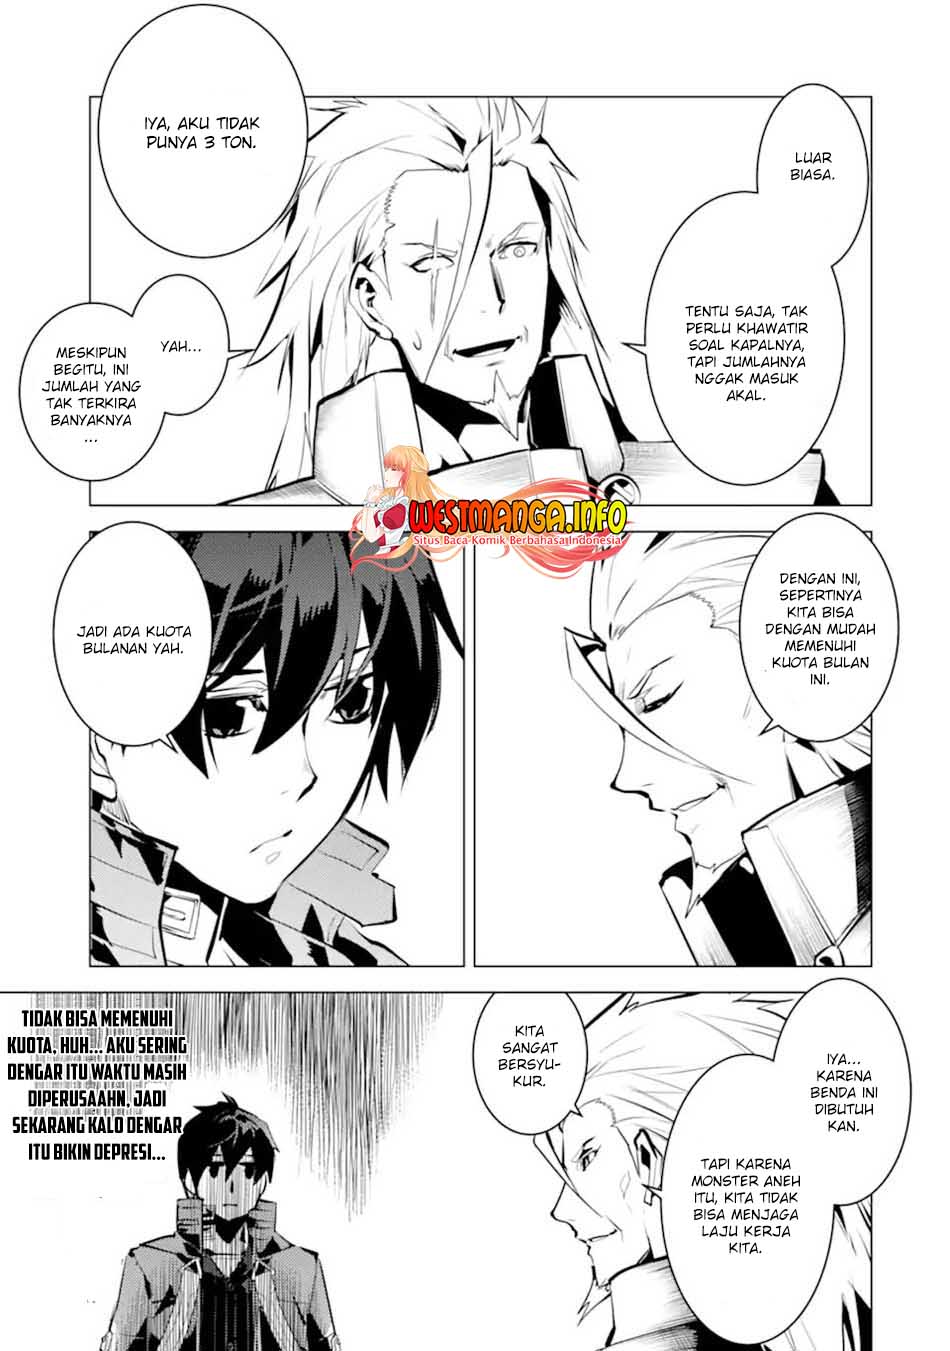 LUAR
BIASA.
TENTU SAJA, TAK
PERLU KHAWATIR
SOAL KAPALNYA,
TAPI JUMLAHNYA
NGGAK MASUK
AKAL.
IYA, AKU TIDAK
PUNYA 3 TON.
YAH...
MESKIPUN
BEGITU, INI
JUMLAH YANG
TAK TERKIRA
BANYAKNYA
...
WESTMANGA.INFO
Situs Baca Komik Berbahasa Indonesia
DENGAN INI,
SEPERTINYA
KITA BISA
DENGAN MUDAH
MEMENUHI
KUOTA BULAN
INI.
JADI ADA KUOTA
BULANAN YAH.
IYA...
KARENA
BENDA INI
DIBUTUH
KAN.
TAPI KARENA
MONSTER ANEH
ITU, KITA TIDAK
BISA MENJAGA
LAJU KERJA
KITA.
KITA
SANGAT
BERSYU-
KUR.
TIDAK BISA MEMENUHI
KUOTA, HUH... AKU SERING
DENGAR ITU WAKTU MASIH
DIPERUSAAHN, JADI
SEKARANG KALO DENGAR
ITU BIKIN DEPRESI...